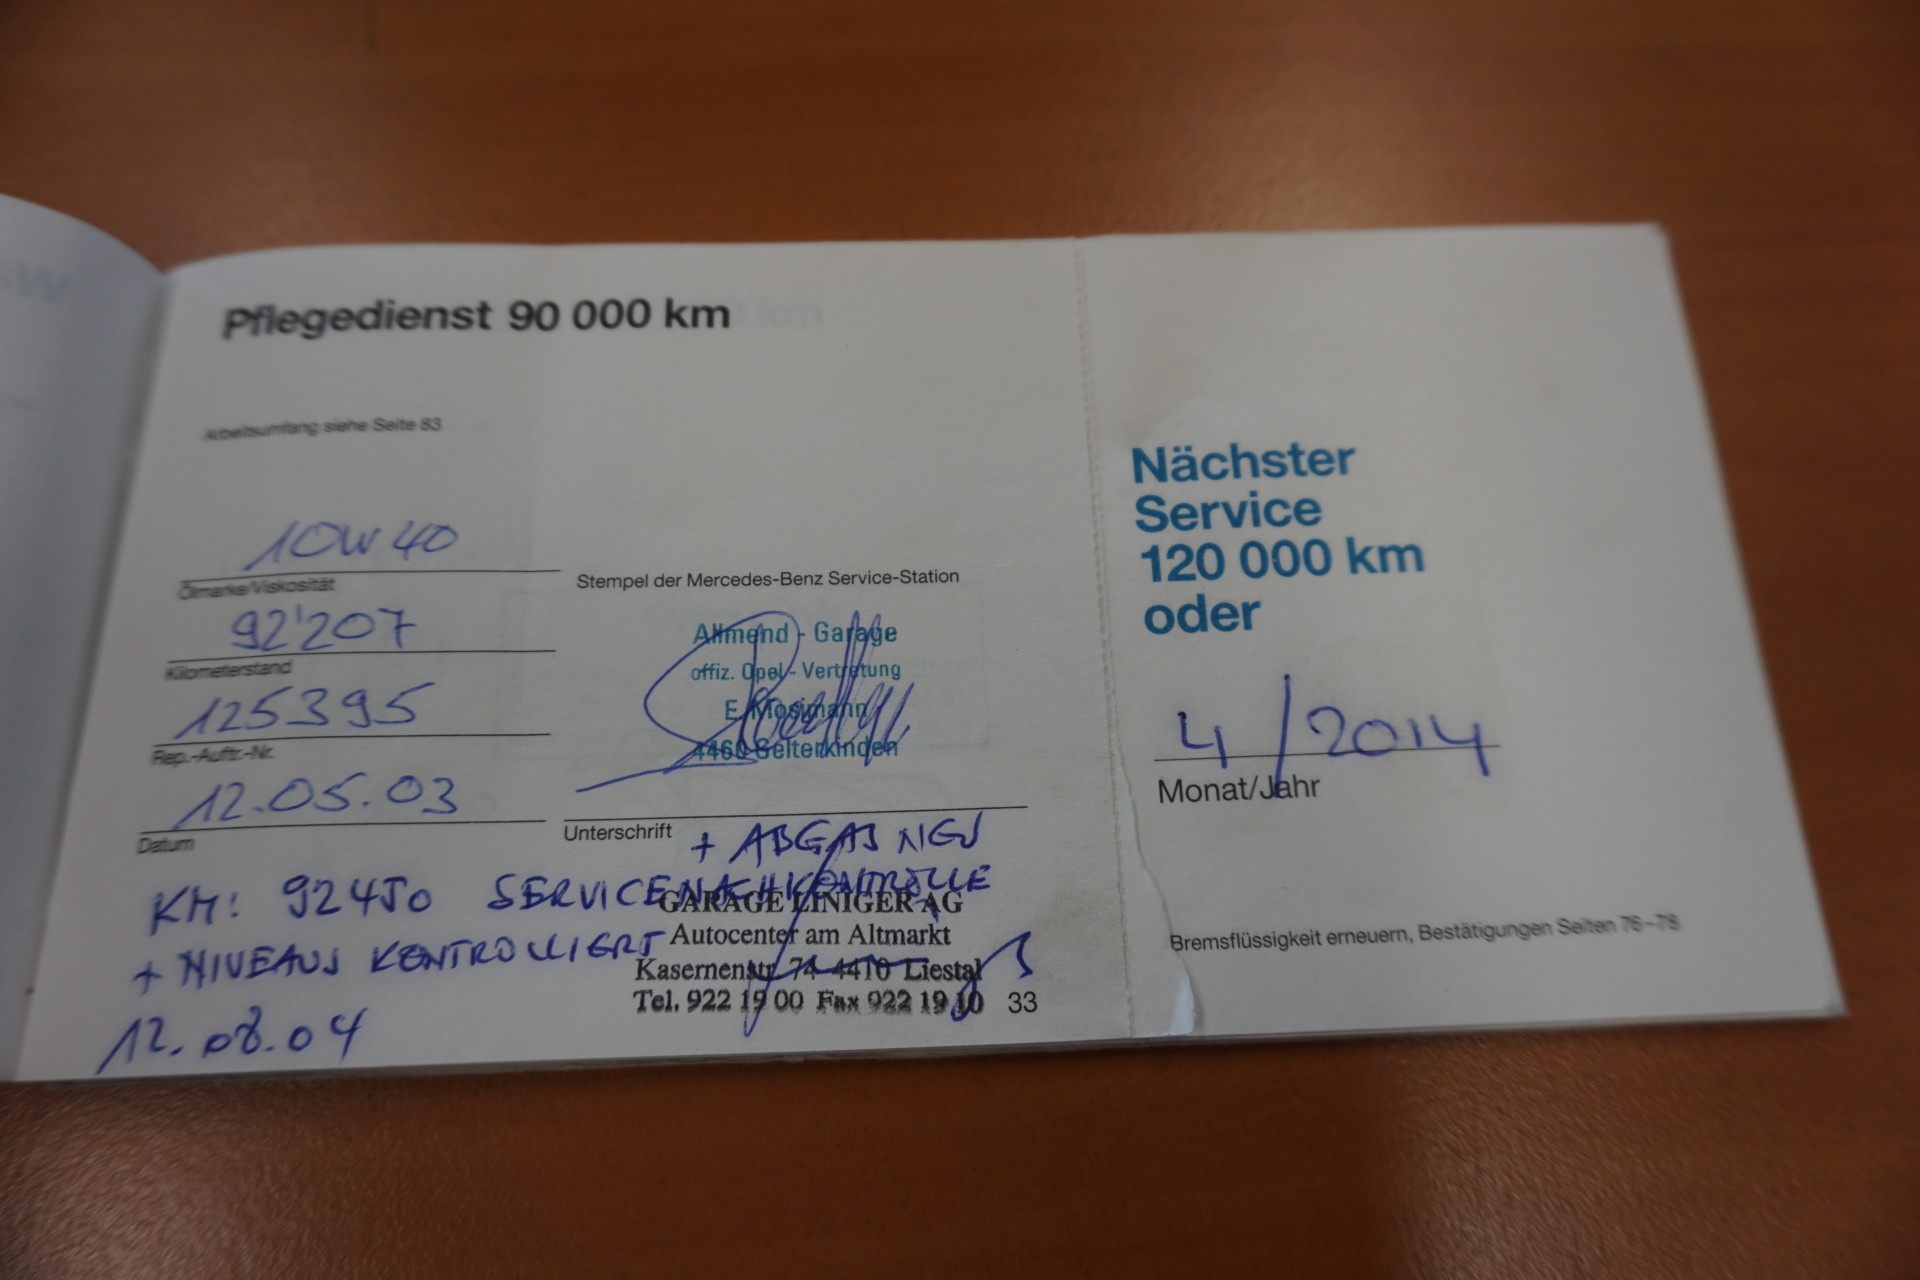 Pflegedienst 90 000 km
Arbeitsumfang siehe Seite 83
10W40
Ölmarke/Viskosität
92'207
Kilometerstand
125395
Rep.-Auftr.-Nr.
12.05.03
Datum
Stempel der Mercedes-Benz Service-Station
Allmend - Garage
offiz. Opel - Vertretung
E. Mosimann
4460 Gelterkinden
Unterschrift
+ ABGAS NEU
KM: 92450 SERVICENACHKONTROLLE
+ NIVEAUS KONTROLLIERT
12.08.04
GARAGE LINIGER AG
Autocenter am Altmarkt
Kasernenstr. 74 4410 Liestal
Tel. 922 19 00 Fax 922 19 10
33
Nächster
Service
120 000 km
oder
4/2014
Monat/Jahr
Bremsflüssigkeit erneuern, Bestätigungen Seiten 76–78